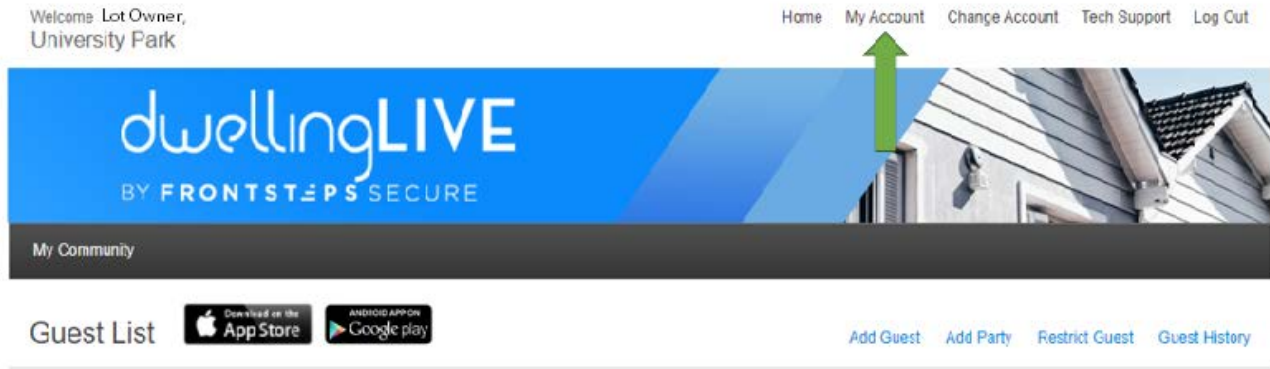 Welcome Lot Owner,
University Park
Home My Account Change Account Tech Support Log Out
dwellingLIVE
BY FRONTSTEPS SECURE
My Community
Guest List
Download on the
App Store
ANDROID APP ON
Google play
Add Guest Add Party Restrict Guest Guest History